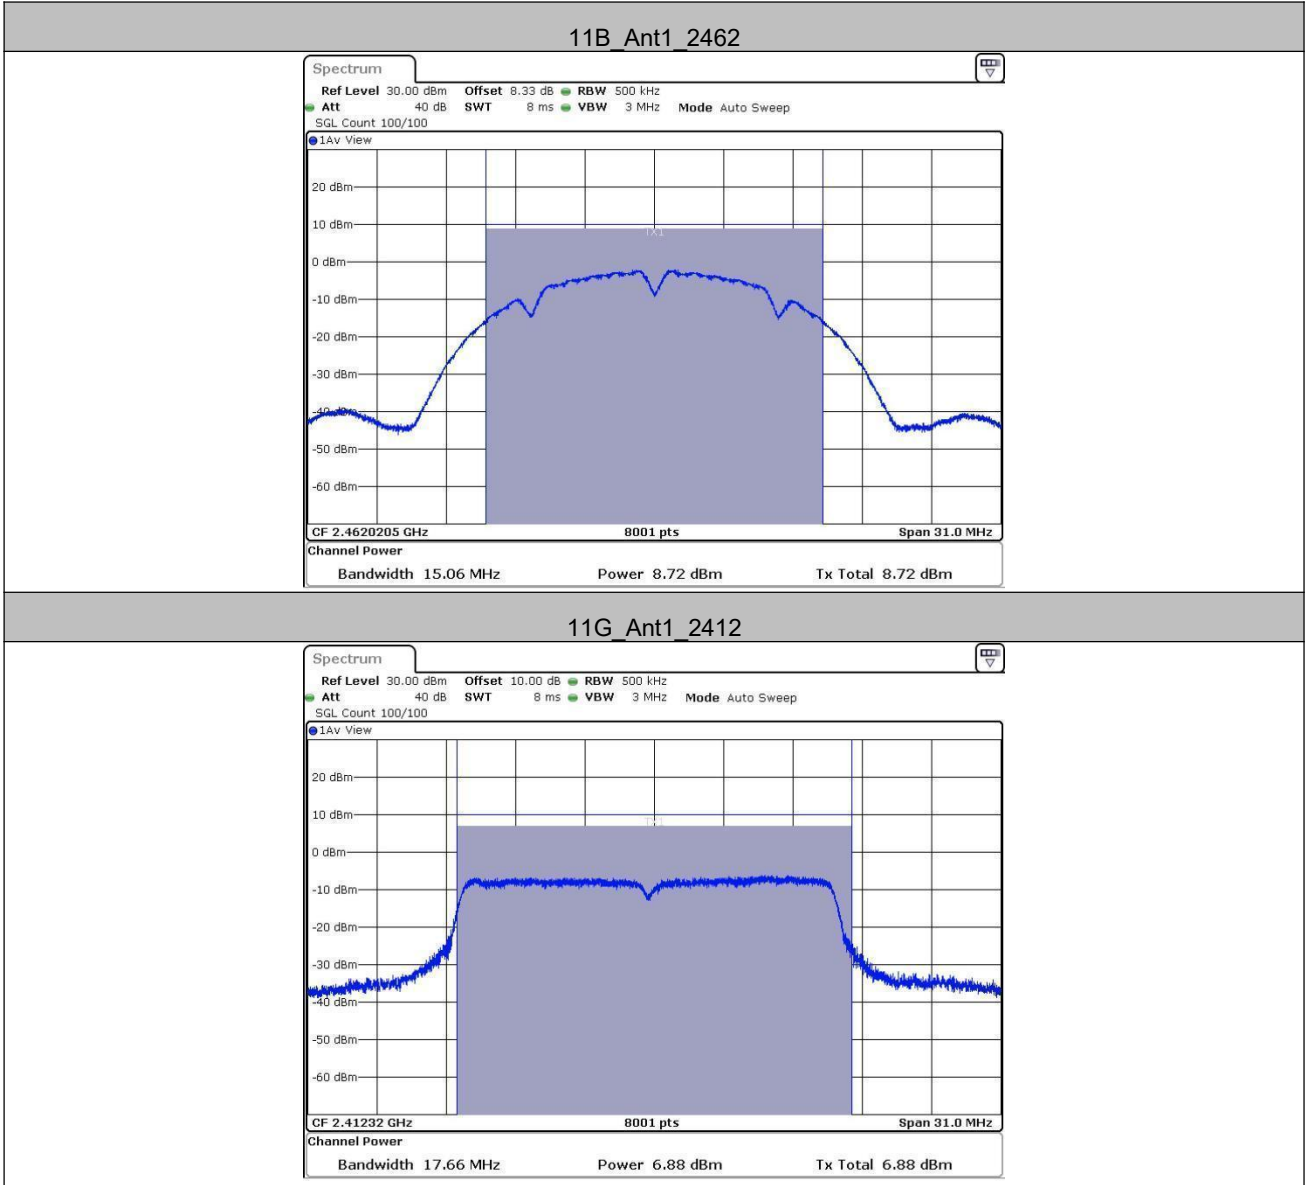 11B_Ant1_2462
Spectrum
Ref Level 30.00 dBm Offset 8.33 dB RBW 500 kHz
Att 40 dB SWT 8 ms VBW 3 MHz Mode Auto Sweep
SGL Count 100/100
1Av View
20 dBm
10 dBm
TX1
0 dBm
-10 dBm
-20 dBm
-30 dBm
-40 dBm
-50 dBm
-60 dBm
CF 2.4620205 GHz 8001 pts Span 31.0 MHz
Channel Power
Bandwidth 15.06 MHz Power 8.72 dBm Tx Total 8.72 dBm
11G_Ant1_2412
Spectrum
Ref Level 30.00 dBm Offset 10.00 dB RBW 500 kHz
Att 40 dB SWT 8 ms VBW 3 MHz Mode Auto Sweep
SGL Count 100/100
1Av View
20 dBm
10 dBm
TX1
0 dBm
-10 dBm
-20 dBm
-30 dBm
-40 dBm
-50 dBm
-60 dBm
CF 2.41232 GHz 8001 pts Span 31.0 MHz
Channel Power
Bandwidth 17.66 MHz Power 6.88 dBm Tx Total 6.88 dBm